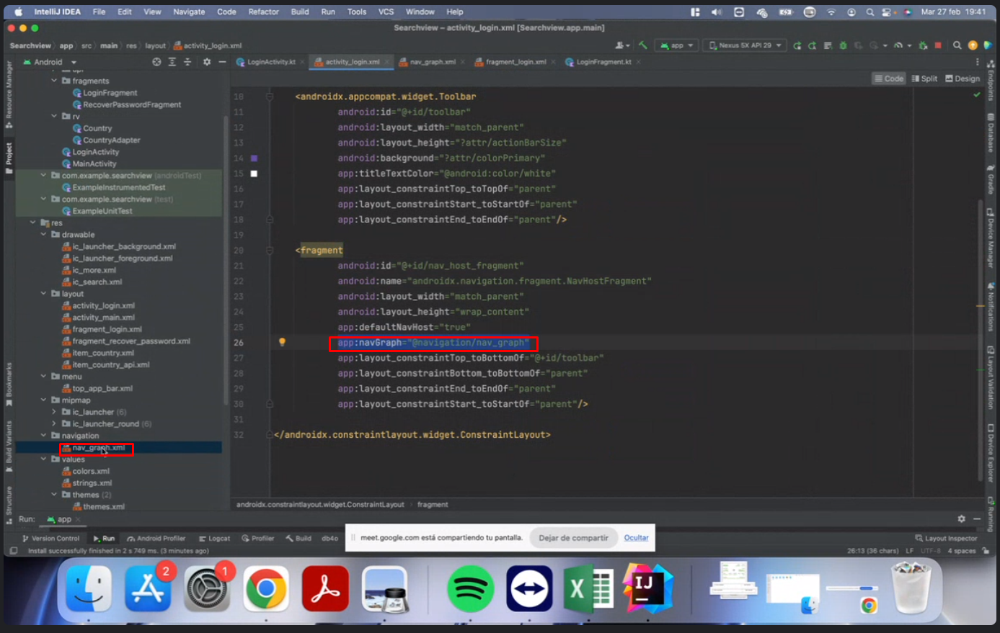 IntelliJ IDEA File Edit View Navigate Code Refactor Build Run Tools VCS Window Help Mar 27 feb 19:41
Searchview – activity_login.xml [Searchview.app.main]
Searchview app src main res layout activity_login.xml app Nexus 5X API 29
Android LoginActivity.kt activity_login.xml nav_graph.xml fragment_login.xml LoginFragment.kt
Code Split Design
Resource Manager
Project
Bookmarks
Build Variants
Structure
api
fragments
LoginFragment
RecoverPasswordFragment
rv
Country
CountryAdapter
LoginActivity
MainActivity
com.example.searchview (androidTest)
ExampleInstrumentedTest
com.example.searchview (test)
ExampleUnitTest
res
drawable
ic_launcher_background.xml
ic_launcher_foreground.xml
ic_more.xml
ic_search.xml
layout
activity_login.xml
activity_main.xml
fragment_login.xml
fragment_recover_password.xml
item_country.xml
item_country_api.xml
menu
top_app_bar.xml
mipmap
ic_launcher (6)
ic_launcher_round (6)
navigation
nav_graph.xml
values
colors.xml
strings.xml
themes (2)
themes.xml
10 <androidx.appcompat.widget.Toolbar
11 android:id="@+id/toolbar"
12 android:layout_width="match_parent"
13 android:layout_height="?attr/actionBarSize"
14 android:background="?attr/colorPrimary"
15 app:titleTextColor="@android:color/white"
16 app:layout_constraintTop_toTopOf="parent"
17 app:layout_constraintStart_toStartOf="parent"
18 app:layout_constraintEnd_toEndOf="parent"/>
19
20 <fragment
21 android:id="@+id/nav_host_fragment"
22 android:name="androidx.navigation.fragment.NavHostFragment"
23 android:layout_width="match_parent"
24 android:layout_height="wrap_content"
25 app:defaultNavHost="true"
26 app:navGraph="@navigation/nav_graph"
27 app:layout_constraintTop_toBottomOf="@+id/toolbar"
28 app:layout_constraintBottom_toBottomOf="parent"
29 app:layout_constraintEnd_toEndOf="parent"
30 app:layout_constraintStart_toStartOf="parent"/>
31
32 </androidx.constraintlayout.widget.ConstraintLayout>
androidx.constraintlayout.widget.ConstraintLayout fragment
Endpoints
Database
Gradle
Device Manager
Notifications
Layout Validation
Device Explorer
Running
Run: app
Version Control Run Android Profiler Logcat Profiler Build db4o Layout Inspector
meet.google.com está compartiendo tu pantalla. Dejar de compartir Ocultar
Install successfully finished in 2 s 749 ms. (3 minutes ago) 26:13 (36 chars) LF UTF-8 4 spaces
2
1
IJ